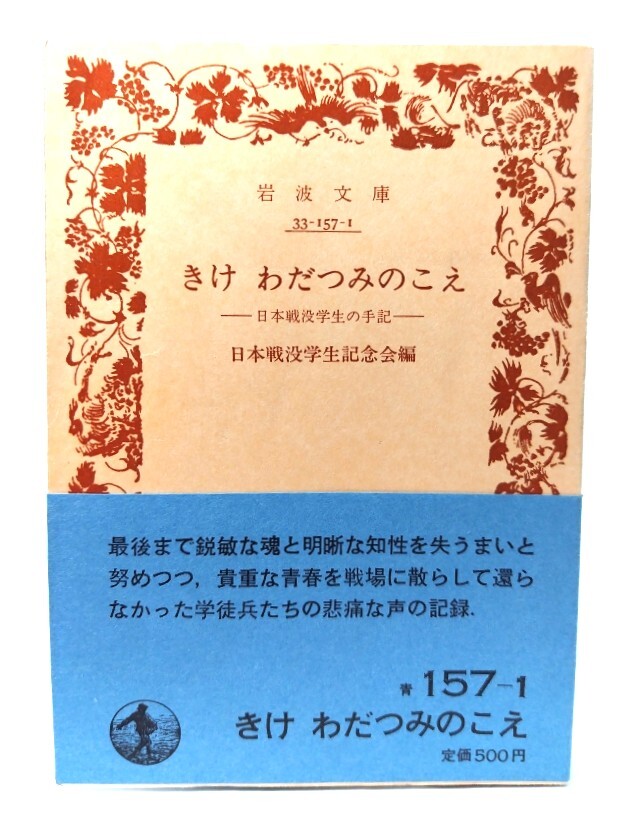 岩波文庫
33-157-1
きけ わだつみのこえ
——日本戦没学生の手記——
日本戦没学生記念会編
最後まで鋭敏な魂と明晰な知性を失うまいと
努めつつ，貴重な青春を戦場に散らして還ら
なかった学徒兵たちの悲痛な声の記録．
青 157-1
きけ わだつみのこえ
定価500円